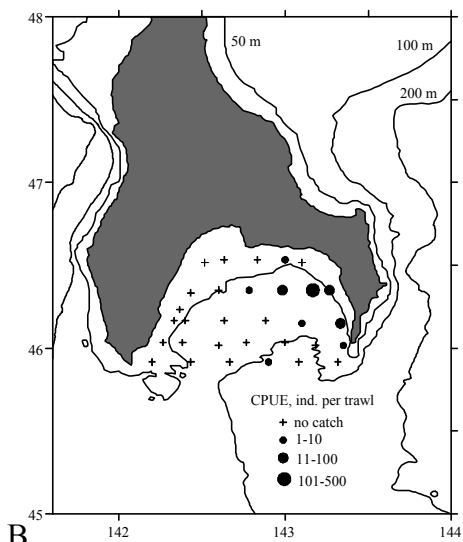 48
50 m
100 m
200 m
47
46
CPUE, ind. per trawl
no catch
1-10
11-100
101-500
45
142
143
144
B